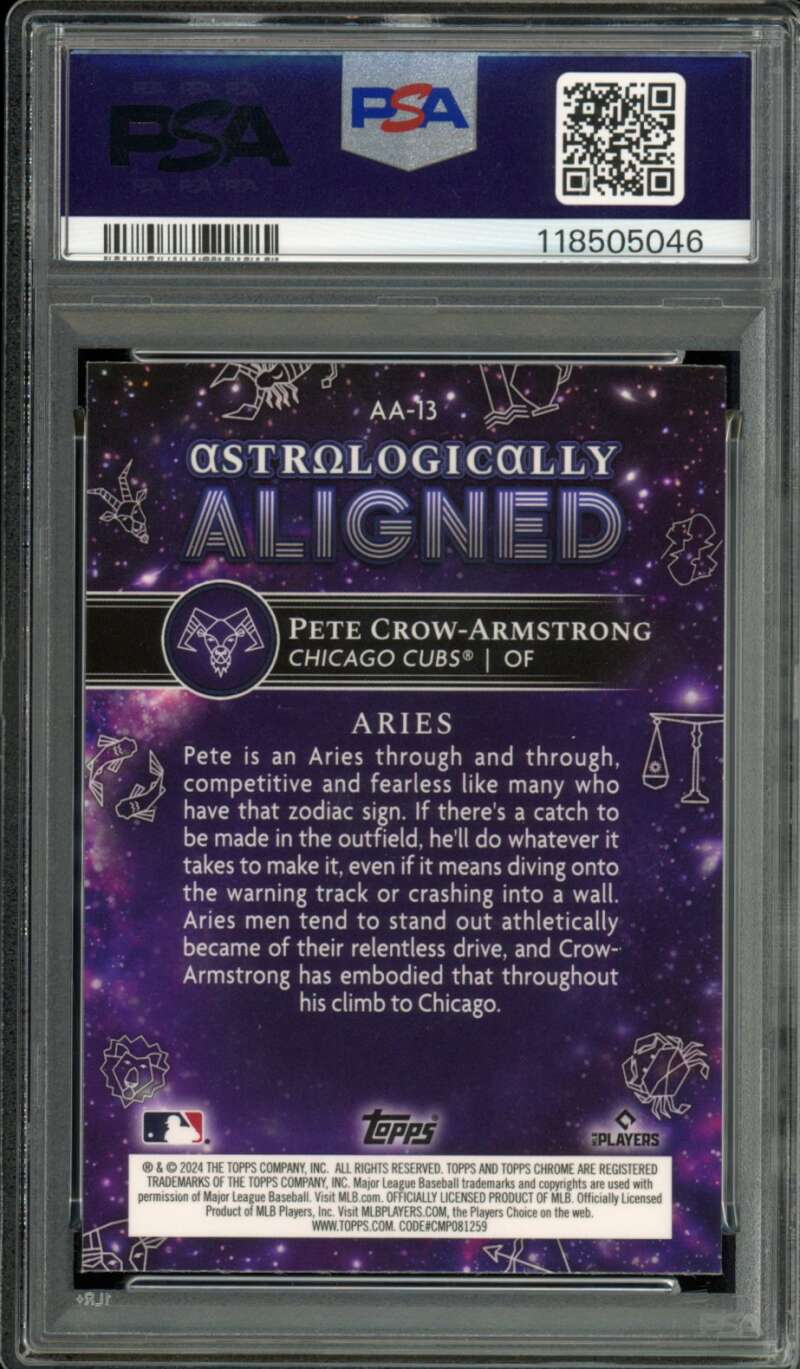 PSA
PSA
118505046
AA-13
αSTRΩLOGICαLLY
ALIGNED
PETE CROW-ARMSTRONG
CHICAGO CUBS® | OF
ARIES
Pete is an Aries through and through,
competitive and fearless like many who
have that zodiac sign. If there's a catch to
be made in the outfield, he'll do whatever it
takes to make it, even if it means diving onto
the warning track or crashing into a wall.
Aries men tend to stand out athletically
became of their relentless drive, and Crow-
Armstrong has embodied that throughout
his climb to Chicago.
Topps®
MLB PLAYERS
® & © 2024 THE TOPPS COMPANY, INC. ALL RIGHTS RESERVED. TOPPS AND TOPPS CHROME ARE REGISTERED
TRADEMARKS OF THE TOPPS COMPANY, INC. Major League Baseball trademarks and copyrights are used with
permission of Major League Baseball. Visit MLB.com. OFFICIALLY LICENSED PRODUCT OF MLB. Officially Licensed
Product of MLB Players, Inc. Visit MLBPLAYERS.COM, the Players Choice on the web.
WWW.TOPPS.COM. CODE#CMP081259
PSA